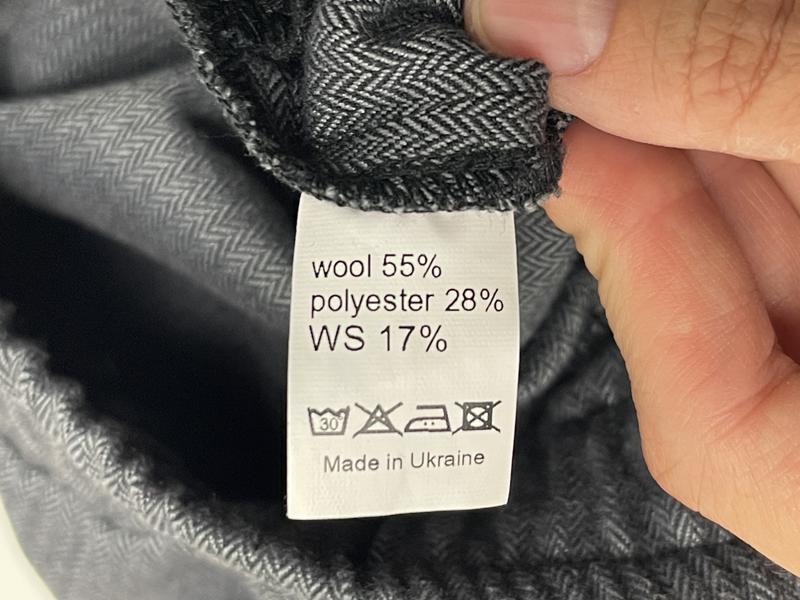 wool 55%
polyester 28%
WS 17%
30
Made in Ukraine